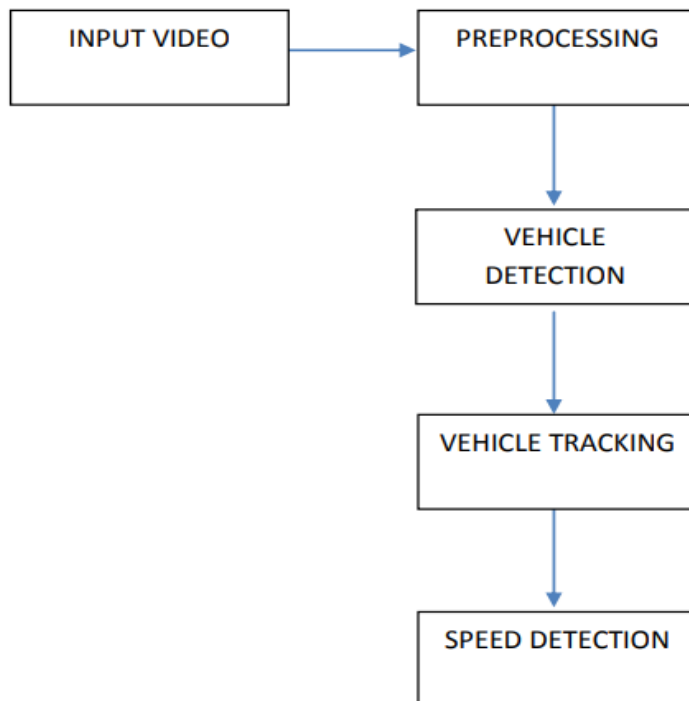 INPUT VIDEO
PREPROCESSING
VEHICLE
DETECTION
VEHICLE TRACKING
SPEED DETECTION